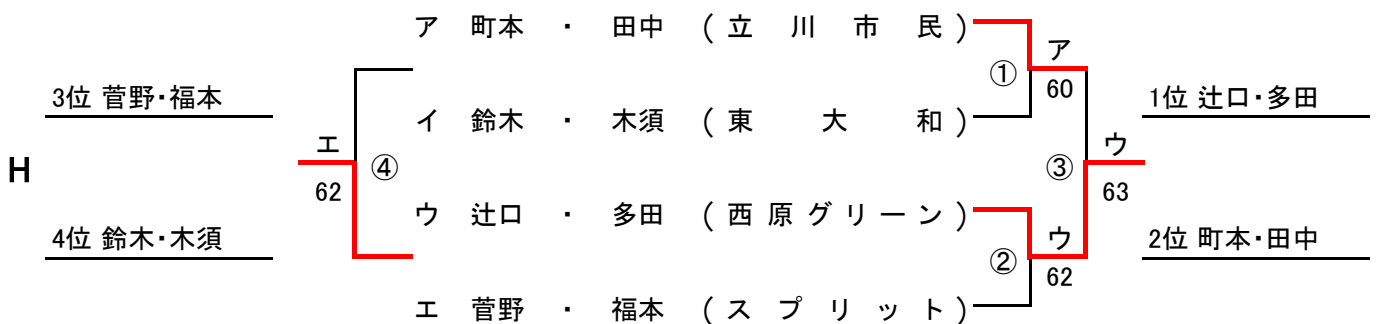 ア 町本 ・ 田中 ( 立 川 市 民 )
ア
①
60
3位 菅野・福本
1位 辻口・多田
イ 鈴木 ・ 木須 ( 東 大 和 )
エ
ウ
H
④
③
62
63
ウ 辻口 ・ 多田 ( 西 原 グ リ ー ン )
4位 鈴木・木須
ウ
2位 町本・田中
②
62
エ 菅野 ・ 福本 ( ス プ リ ッ ト )